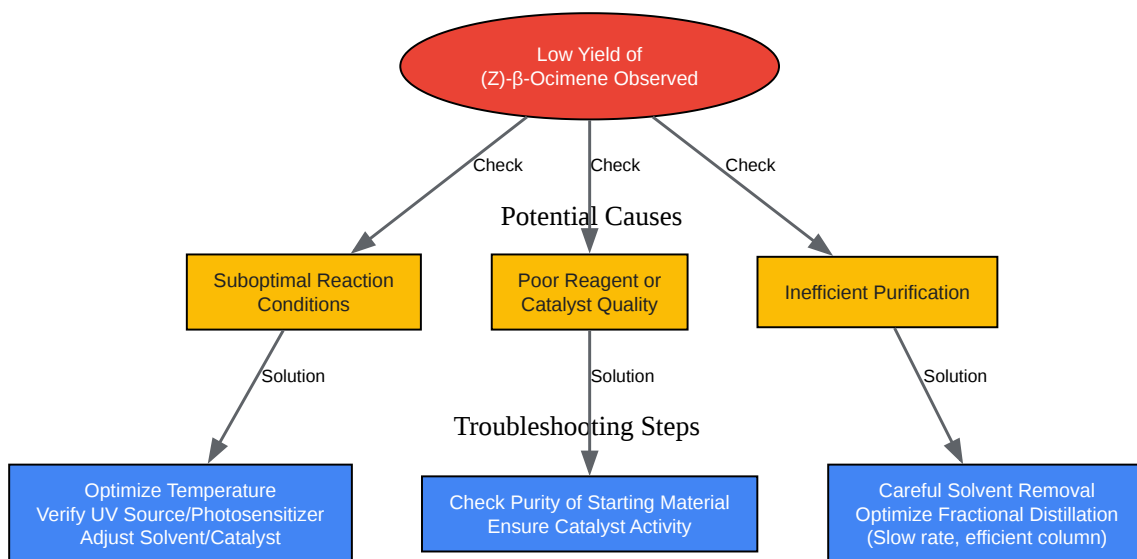 Low Yield of
(Z)-β-Ocimene Observed
Check
Check
Check
Potential Causes
Suboptimal Reaction
Conditions
Poor Reagent or
Catalyst Quality
Inefficient Purification
Solution
Solution
Solution
Troubleshooting Steps
Optimize Temperature
Verify UV Source/Photosensitizer
Adjust Solvent/Catalyst
Check Purity of Starting Material
Ensure Catalyst Activity
Careful Solvent Removal
Optimize Fractional Distillation
(Slow rate, efficient column)